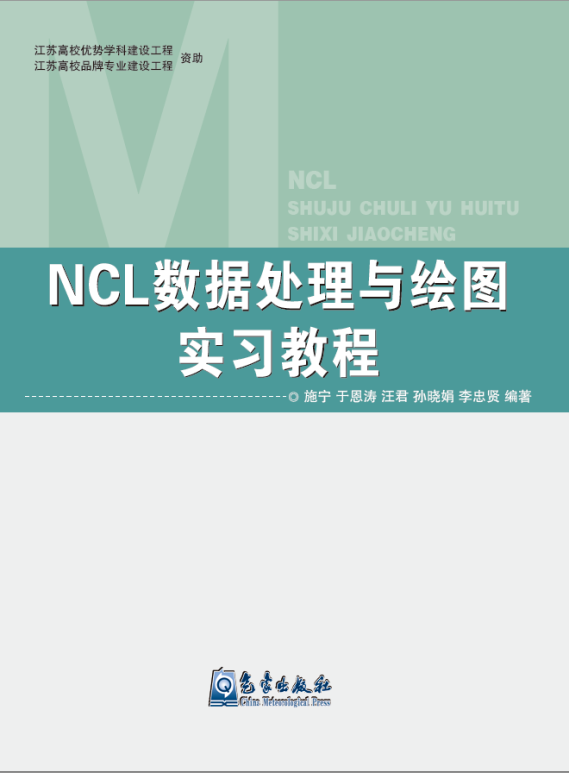 江苏高校优势学科建设工程
江苏高校品牌专业建设工程 资助
NCL
SHUJU CHULI YU HUITU
SHIXI JIAOCHENG
NCL数据处理与绘图
实习教程
施宁 于恩涛 汪君 孙晓娟 李忠贤 编著
气象出版社
China Meteorological Press